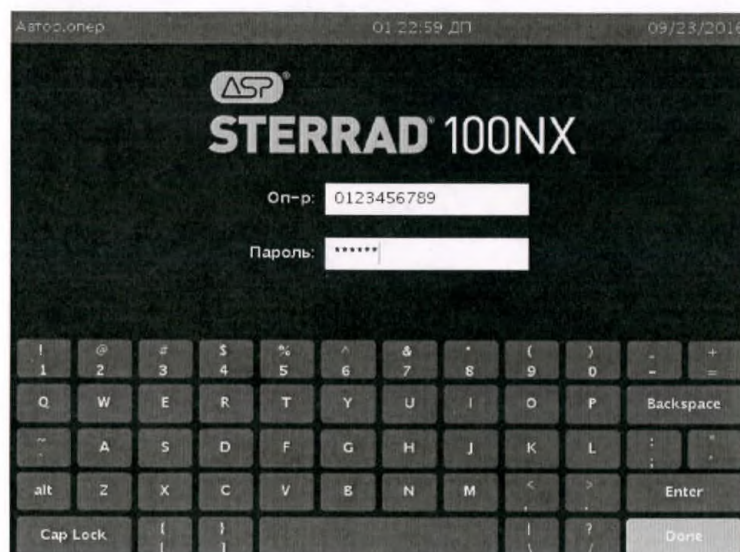 Автор.опер 01:22:59 ДП 09/23/2016
ASP®
STERRAD® 100NX
Оп-р: 0123456789
Пароль: ******
! @ # $ % ^ & * ( ) - +
1 2 3 4 5 6 7 8 9 0 - =
Q W E R T Y U I O P Backspace
~ A S D F G H J K L : "
alt Z X C V B N M < > Enter
Cap Lock { } | ? Done
[ ] \ /